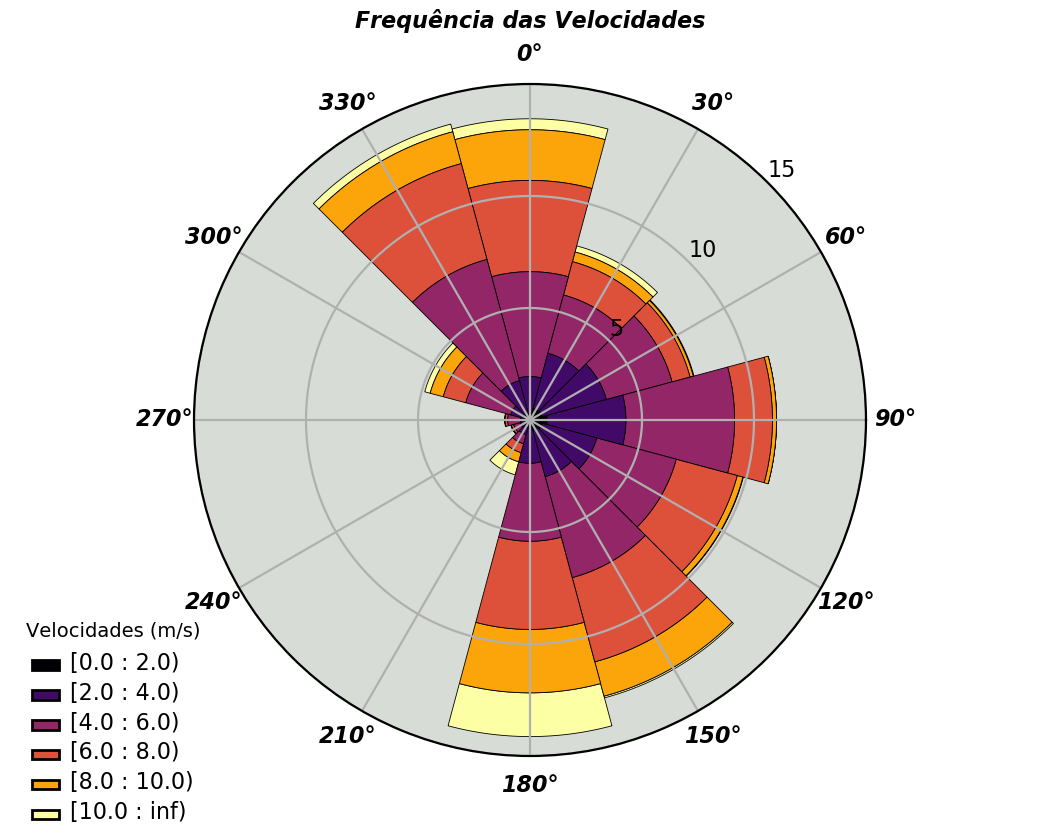 Frequência das Velocidades
0°
330°
30°
15
300°
60°
10
5
270°
90°
240°
120°
Velocidades (m/s)
[0.0 : 2.0)
[2.0 : 4.0)
[4.0 : 6.0)
210°
150°
[6.0 : 8.0)
[8.0 : 10.0)
180°
[10.0 : inf)